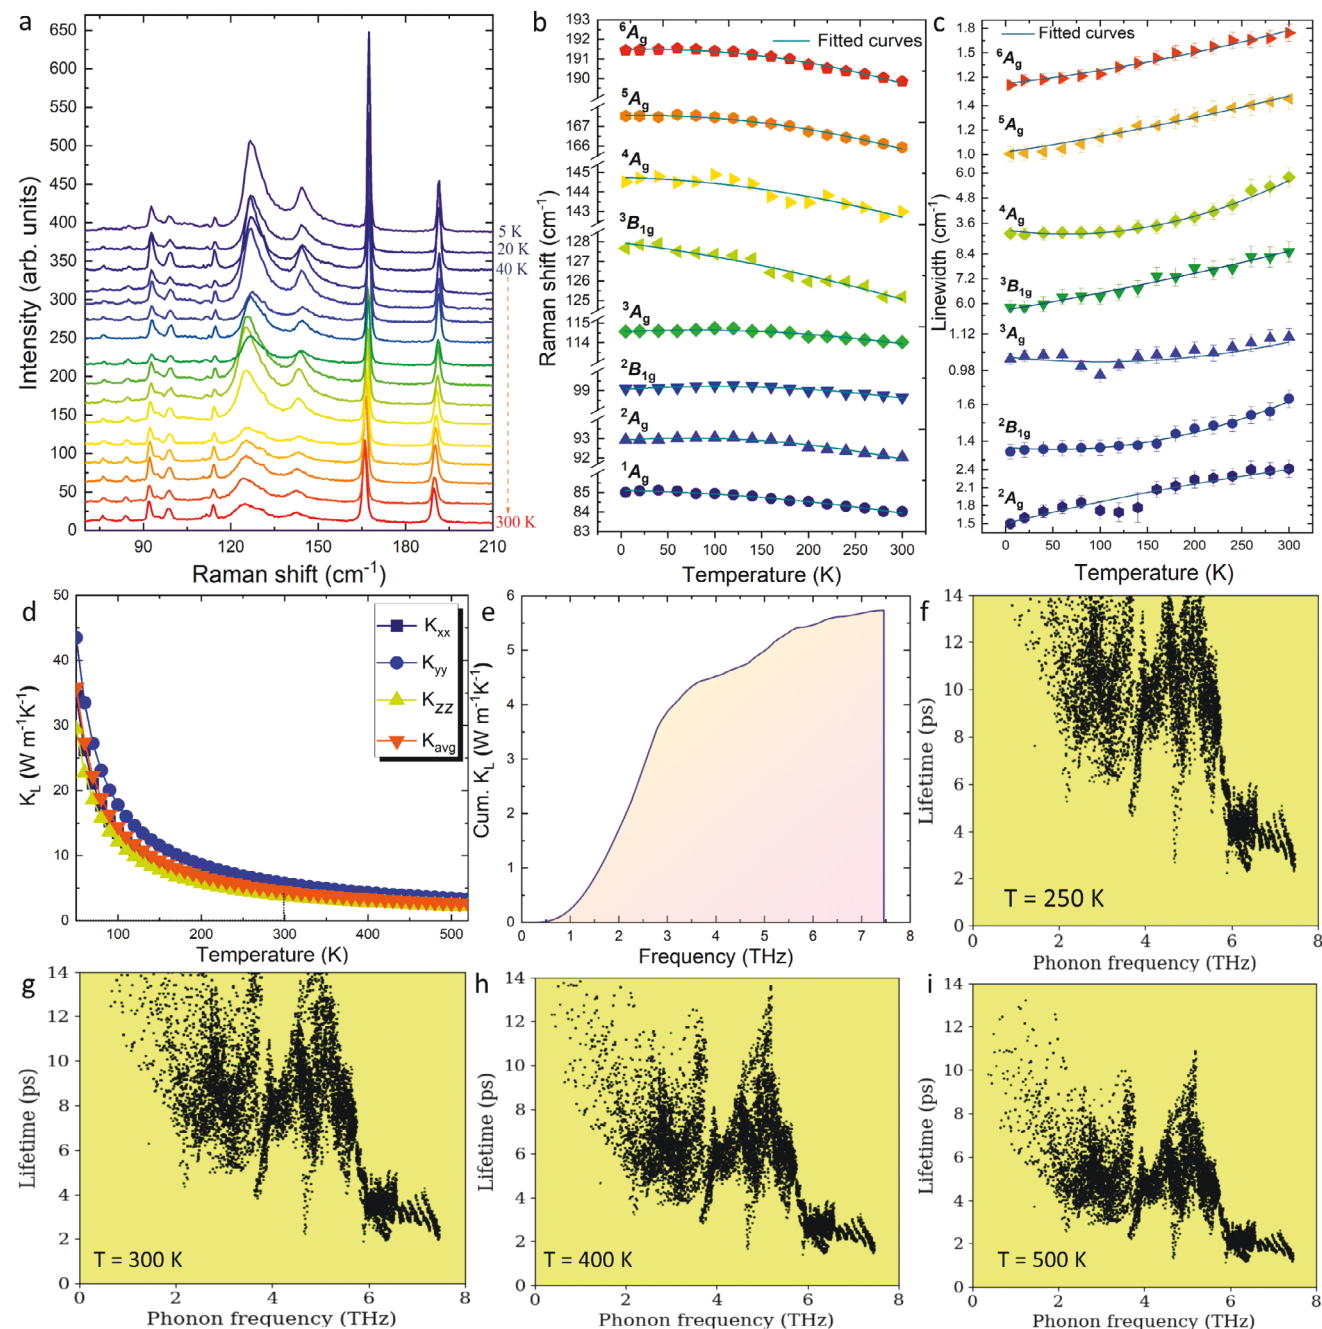 a
650
600
550
500
450
400
350
300
250
200
150
100
50
0
Intensity (arb. units)
5 K
20 K
40 K
300 K
90
120
150
180
210
Raman shift (cm⁻¹)
b
193
192
191
190
167
166
145
143
128
126
125
115
114
99
93
92
85
84
83
Raman shift (cm⁻¹)
Fitted curves
⁶Ag
⁵Ag
⁴Ag
³B1g
³Ag
²B1g
²Ag
¹Ag
0
50
100
150
200
250
300
Temperature (K)
c
1.8
1.5
1.2
1.4
1.2
1.0
6.0
4.8
3.6
8.4
7.2
6.0
1.12
0.98
1.6
1.4
2.4
2.1
1.8
1.5
Linewidth (cm⁻¹)
Fitted curves
⁶Ag
⁵Ag
⁴Ag
³B1g
³Ag
²B1g
²Ag
0
50
100
150
200
250
300
Temperature (K)
d
50
40
30
20
10
0
K_L (W m⁻¹K⁻¹)
Kxx
Kyy
Kzz
Kavg
100
200
300
400
500
Temperature (K)
e
6
5
4
3
2
1
0
Cum. K_L (W m⁻¹K⁻¹)
0
1
2
3
4
5
6
7
8
Frequency (THz)
f
14
12
10
8
6
4
2
0
Lifetime (ps)
T = 250 K
0
2
4
6
8
Phonon frequency (THz)
g
14
12
10
8
6
4
2
0
Lifetime (ps)
T = 300 K
0
2
4
6
8
Phonon frequency (THz)
h
14
12
10
8
6
4
2
0
Lifetime (ps)
T = 400 K
0
2
4
6
8
Phonon frequency (THz)
i
14
12
10
8
6
4
2
0
Lifetime (ps)
T = 500 K
0
2
4
6
8
Phonon frequency (THz)